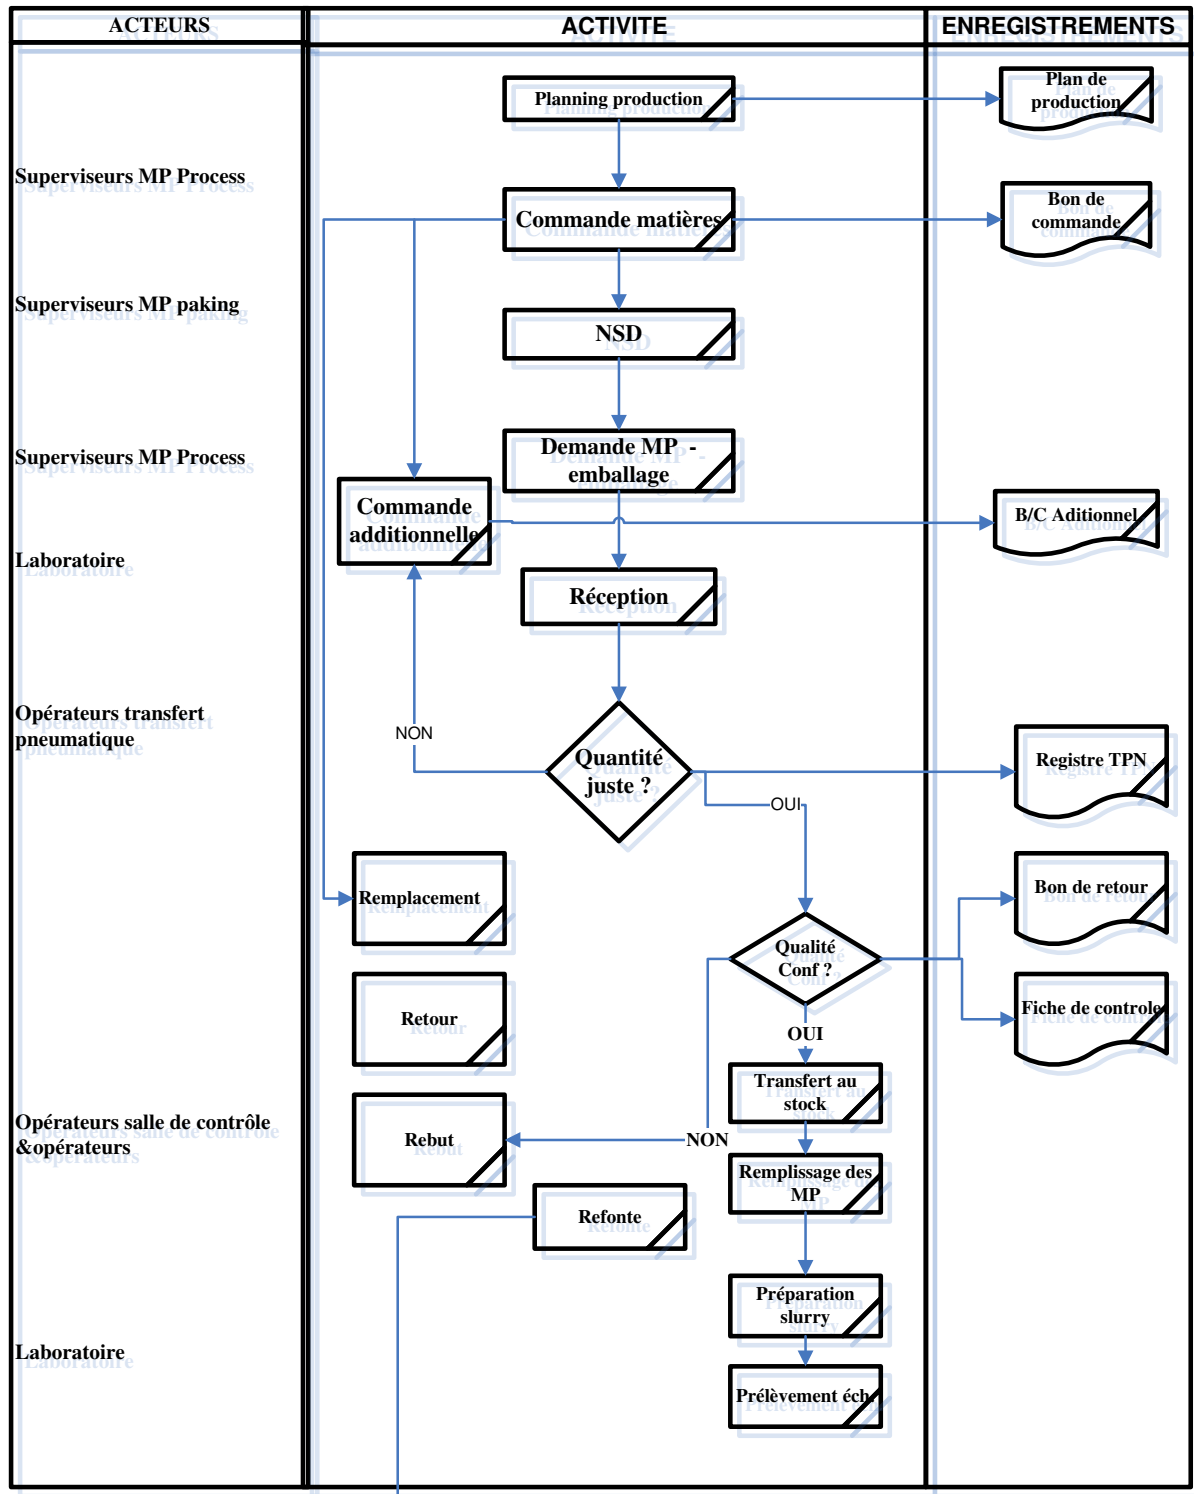 ACTEURS
ACTIVITE
ENREGISTREMENTS
Planning production
Plan de
production
Superviseurs MP Process
Commande matières
Bon de
commande
Superviseurs MP paking
NSD
Superviseurs MP Process
Demande MP -
emballage
Commande
additionnelle
B/C Aditionnel
Laboratoire
Réception
Opérateurs transfert
pneumatique
NON
Quantité
juste ?
Registre TPN
OUI
Remplacement
Bon de retour
Qualité
Conf ?
Retour
Fiche de controle
OUI
Transfert au
stock
Opérateurs salle de contrôle
&opérateurs
Rebut
NON
Remplissage des
MP
Refonte
Préparation
slurry
Laboratoire
Prélèvement éch.